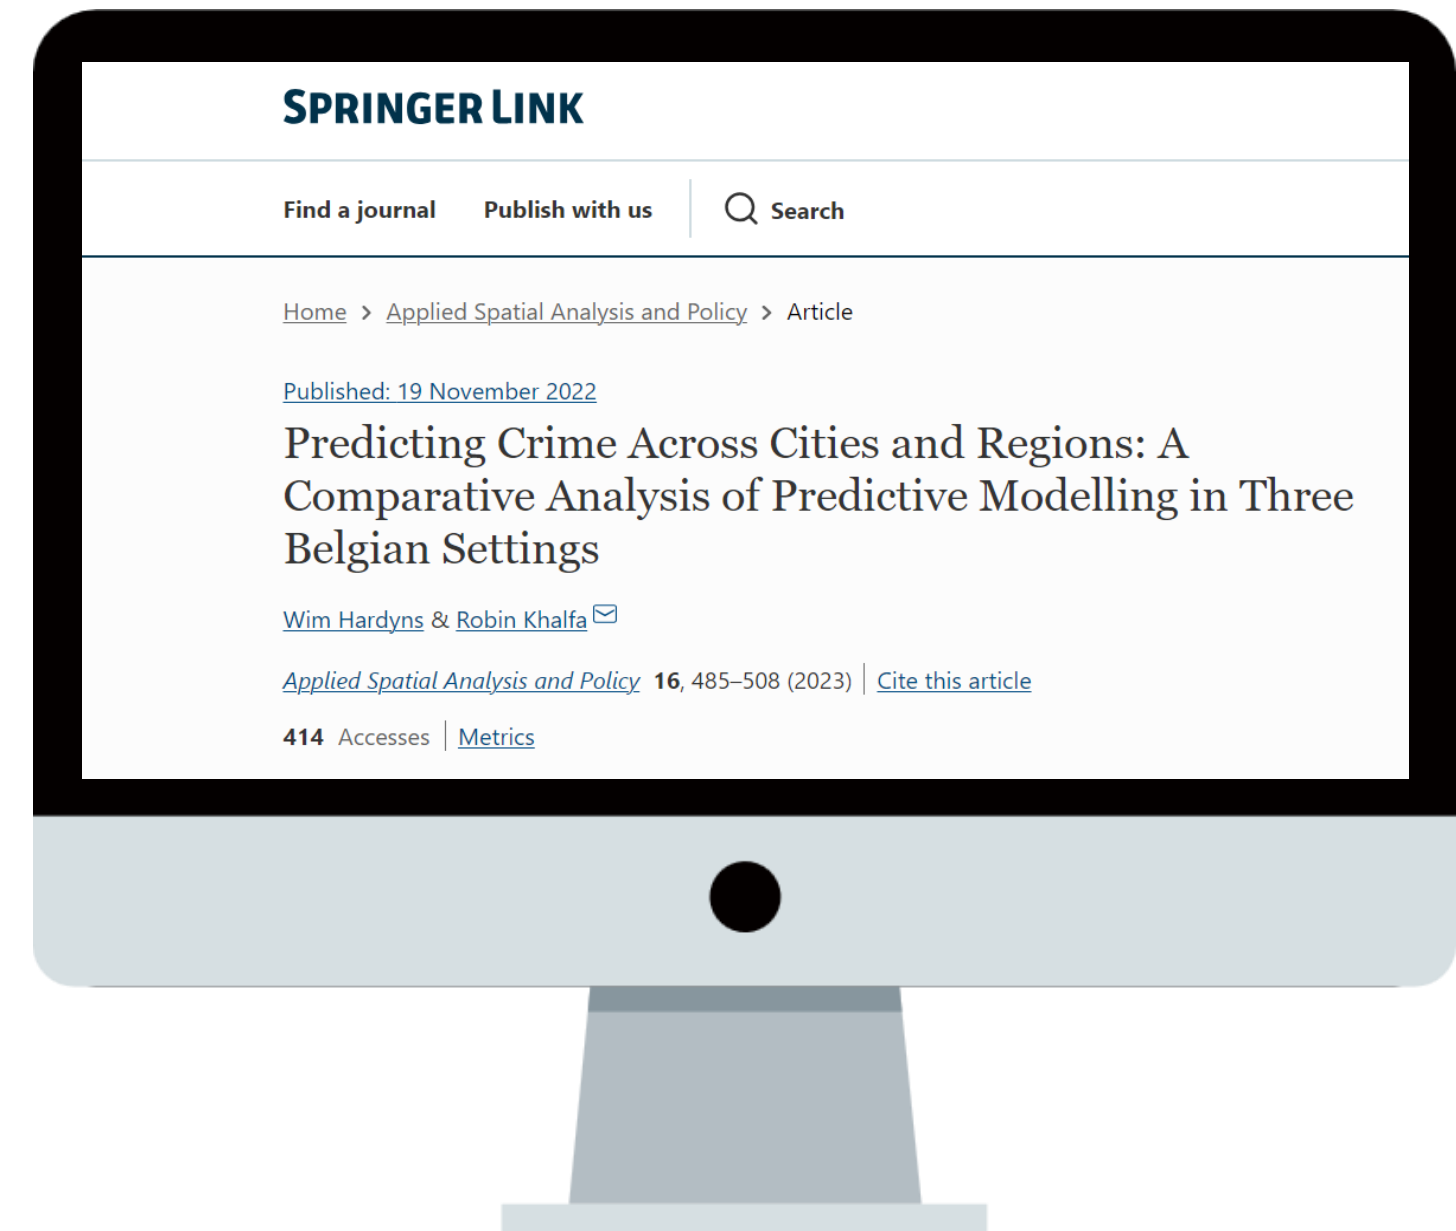 SPRINGER LINK
Find a journal Publish with us Search
Home > Applied Spatial Analysis and Policy > Article
Published: 19 November 2022
Predicting Crime Across Cities and Regions: A
Comparative Analysis of Predictive Modelling in Three
Belgian Settings
Wim Hardyns & Robin Khalfa
Applied Spatial Analysis and Policy 16, 485–508 (2023) | Cite this article
414 Accesses | Metrics